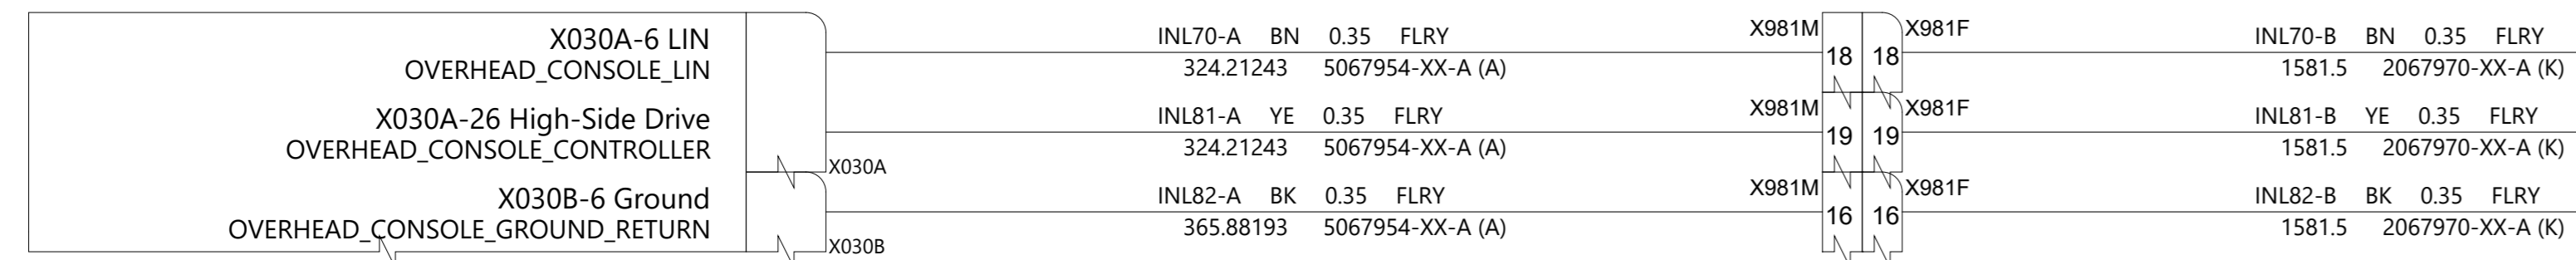 X030A-6 LIN
OVERHEAD_CONSOLE_LIN
INL70-A BN 0.35 FLRY
324.21243 5067954-XX-A (A)
X981M
18
18
X981F
INL70-B BN 0.35 FLRY
1581.5 2067970-XX-A (K)
X030A-26 High-Side Drive
OVERHEAD_CONSOLE_CONTROLLER
X030A
INL81-A YE 0.35 FLRY
324.21243 5067954-XX-A (A)
X981M
19
19
X981F
INL81-B YE 0.35 FLRY
1581.5 2067970-XX-A (K)
X030B-6 Ground
OVERHEAD_CONSOLE_GROUND_RETURN
X030B
INL82-A BK 0.35 FLRY
365.88193 5067954-XX-A (A)
X981M
16
16
X981F
INL82-B BK 0.35 FLRY
1581.5 2067970-XX-A (K)